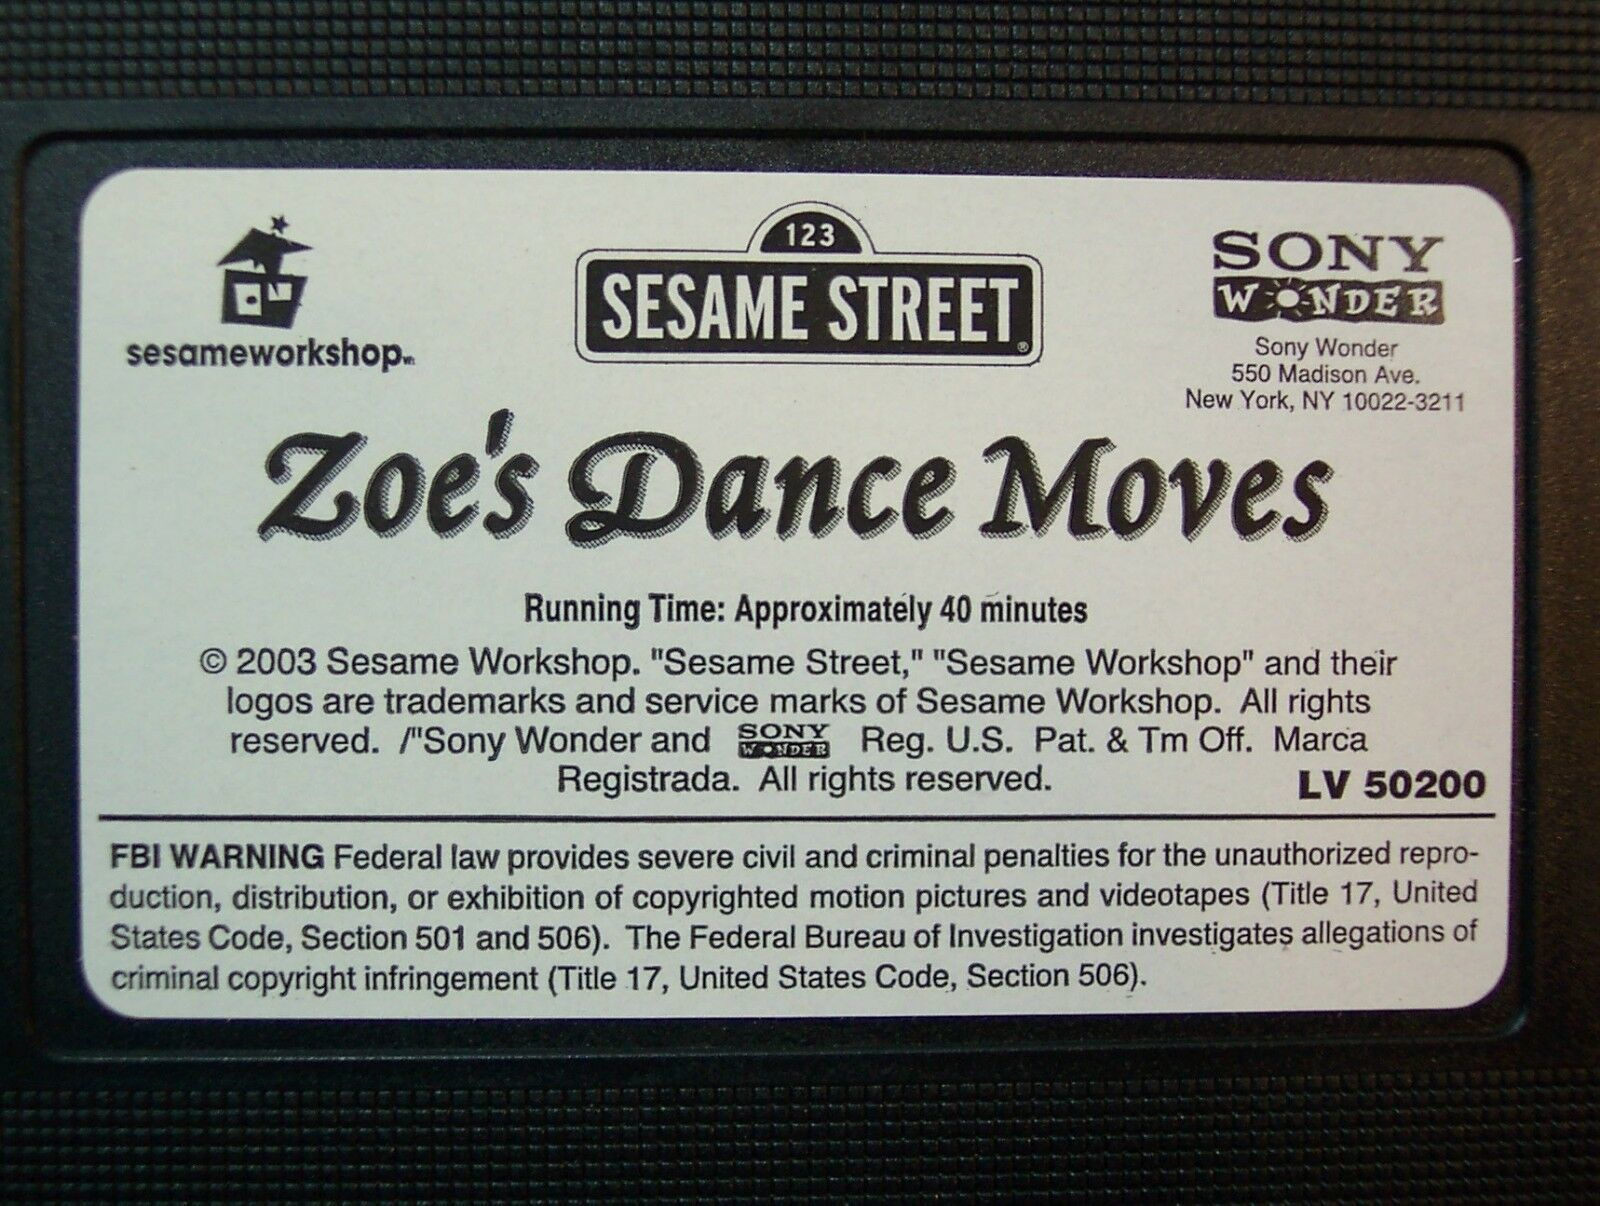 sesameworkshop
123
SESAME STREET®
SONY
WONDER
Sony Wonder
550 Madison Ave.
New York, NY 10022-3211
Zoe's Dance Moves
Running Time: Approximately 40 minutes
© 2003 Sesame Workshop. "Sesame Street," "Sesame Workshop" and their
logos are trademarks and service marks of Sesame Workshop. All rights
reserved. /"Sony Wonder and SONY WONDER Reg. U.S. Pat. & Tm Off. Marca
Registrada. All rights reserved.
LV 50200
FBI WARNING Federal law provides severe civil and criminal penalties for the unauthorized repro-
duction, distribution, or exhibition of copyrighted motion pictures and videotapes (Title 17, United
States Code, Section 501 and 506). The Federal Bureau of Investigation investigates allegations of
criminal copyright infringement (Title 17, United States Code, Section 506).